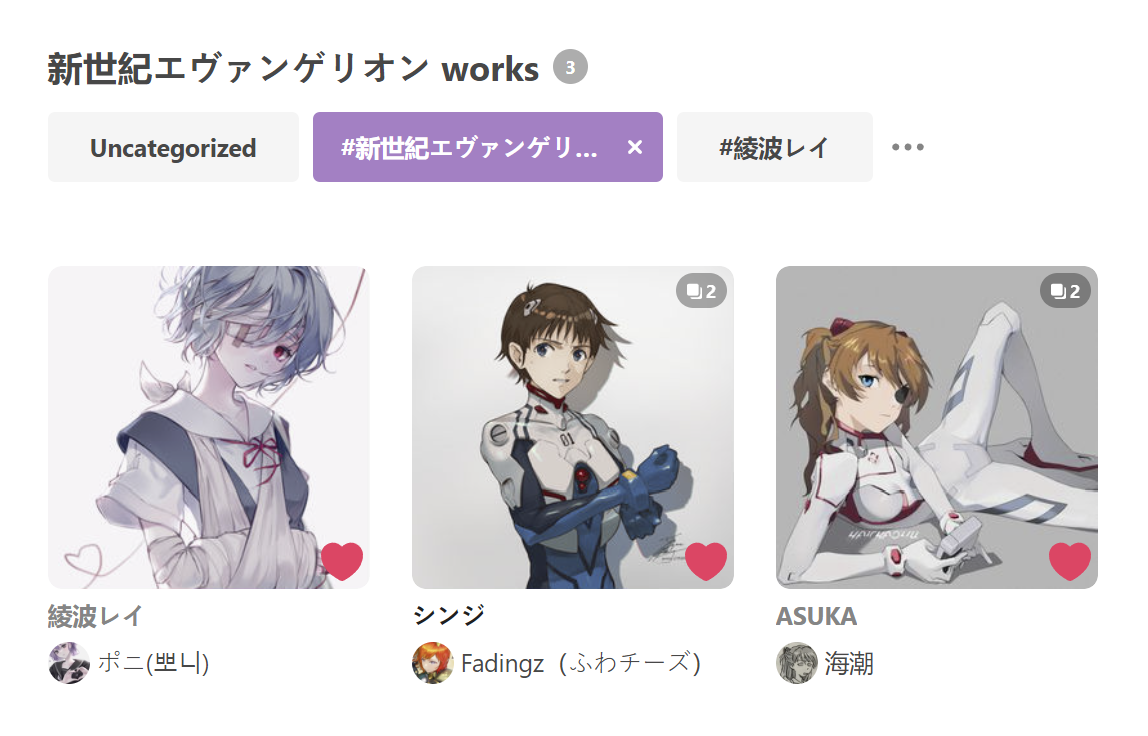 新世紀エヴァンゲリオン works 3
Uncategorized
#新世紀エヴァンゲリ...
#綾波レイ
2
2
01
綾波レイ
シンジ
ASUKA
ポニ(뽀니)
Fadingz（ふわチーズ）
海潮